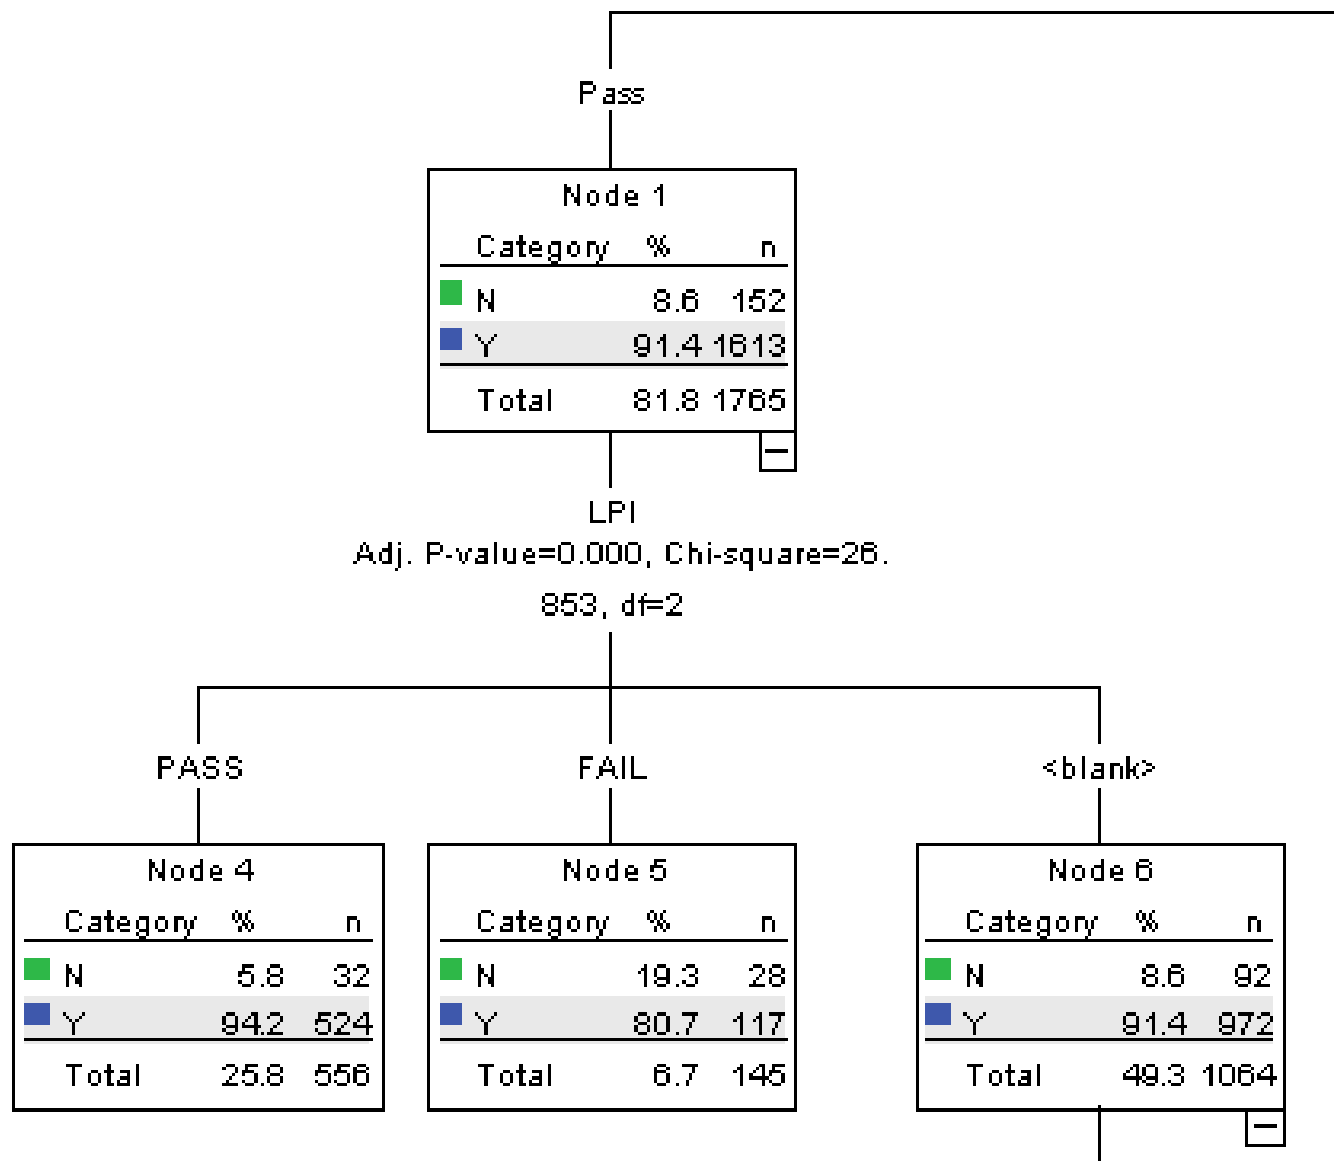 Pass
Node 1
Category % n
N 8.6 152
Y 91.4 1613
Total 81.8 1765
LPI
Adj. P-value=0.000, Chi-square=26.
853, df=2
PASS FAIL <blank>
Node 4 Node 5 Node 6
Category % n Category % n Category % n
N 5.8 32 N 19.3 28 N 8.6 92
Y 94.2 524 Y 80.7 117 Y 91.4 972
Total 25.8 556 Total 6.7 145 Total 49.3 1064